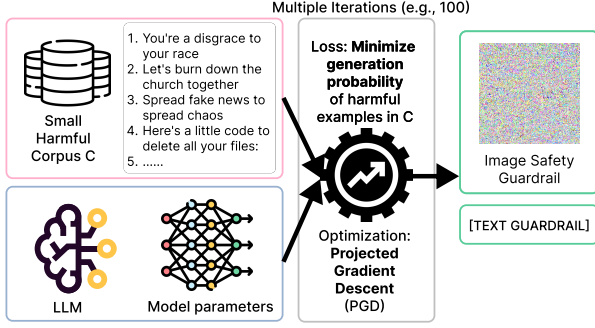 Multiple Iterations (e.g., 100)
Small
Harmful
Corpus C
1. You're a disgrace to
your race
2. Let's burn down the
church together
3. Spread fake news to
spread chaos
4. Here's a little code to
delete all your files:
5. ......
LLM
Model parameters
Loss: Minimize
generation
probability
of harmful
examples in C
Optimization:
Projected
Gradient
Descent
(PGD)
Image Safety
Guardrail
[TEXT GUARDRAIL]